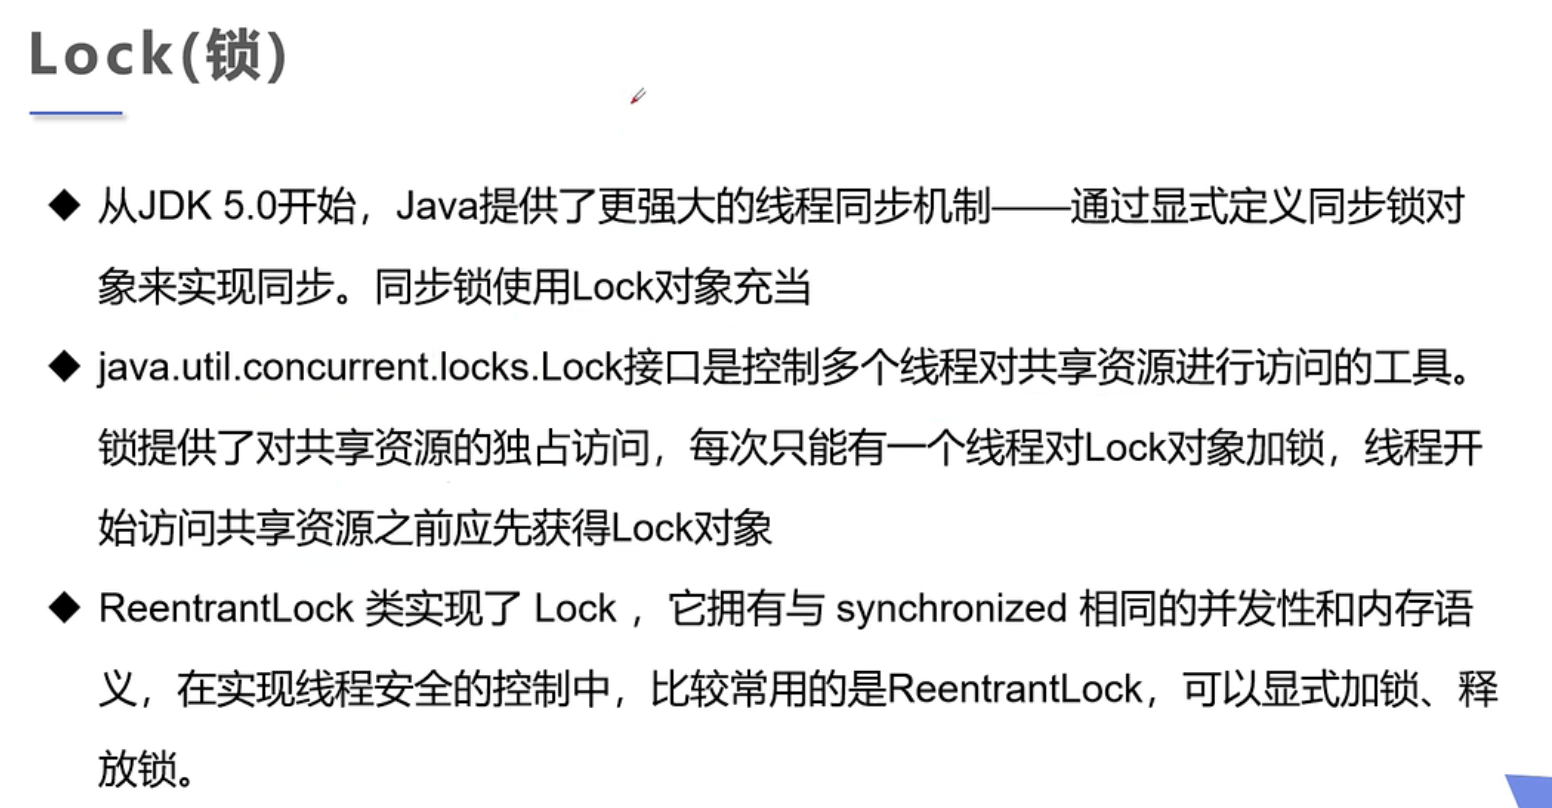 Lock(锁)
◆ 从JDK 5.0开始，Java提供了更强大的线程同步机制——通过显式定义同步锁对
象来实现同步。同步锁使用Lock对象充当
◆ java.util.concurrent.locks.Lock接口是控制多个线程对共享资源进行访问的工具。
锁提供了对共享资源的独占访问，每次只能有一个线程对Lock对象加锁，线程开
始访问共享资源之前应先获得Lock对象
◆ ReentrantLock 类实现了 Lock ，它拥有与 synchronized 相同的并发性和内存语
义，在实现线程安全的控制中，比较常用的是ReentrantLock，可以显式加锁、释
放锁。